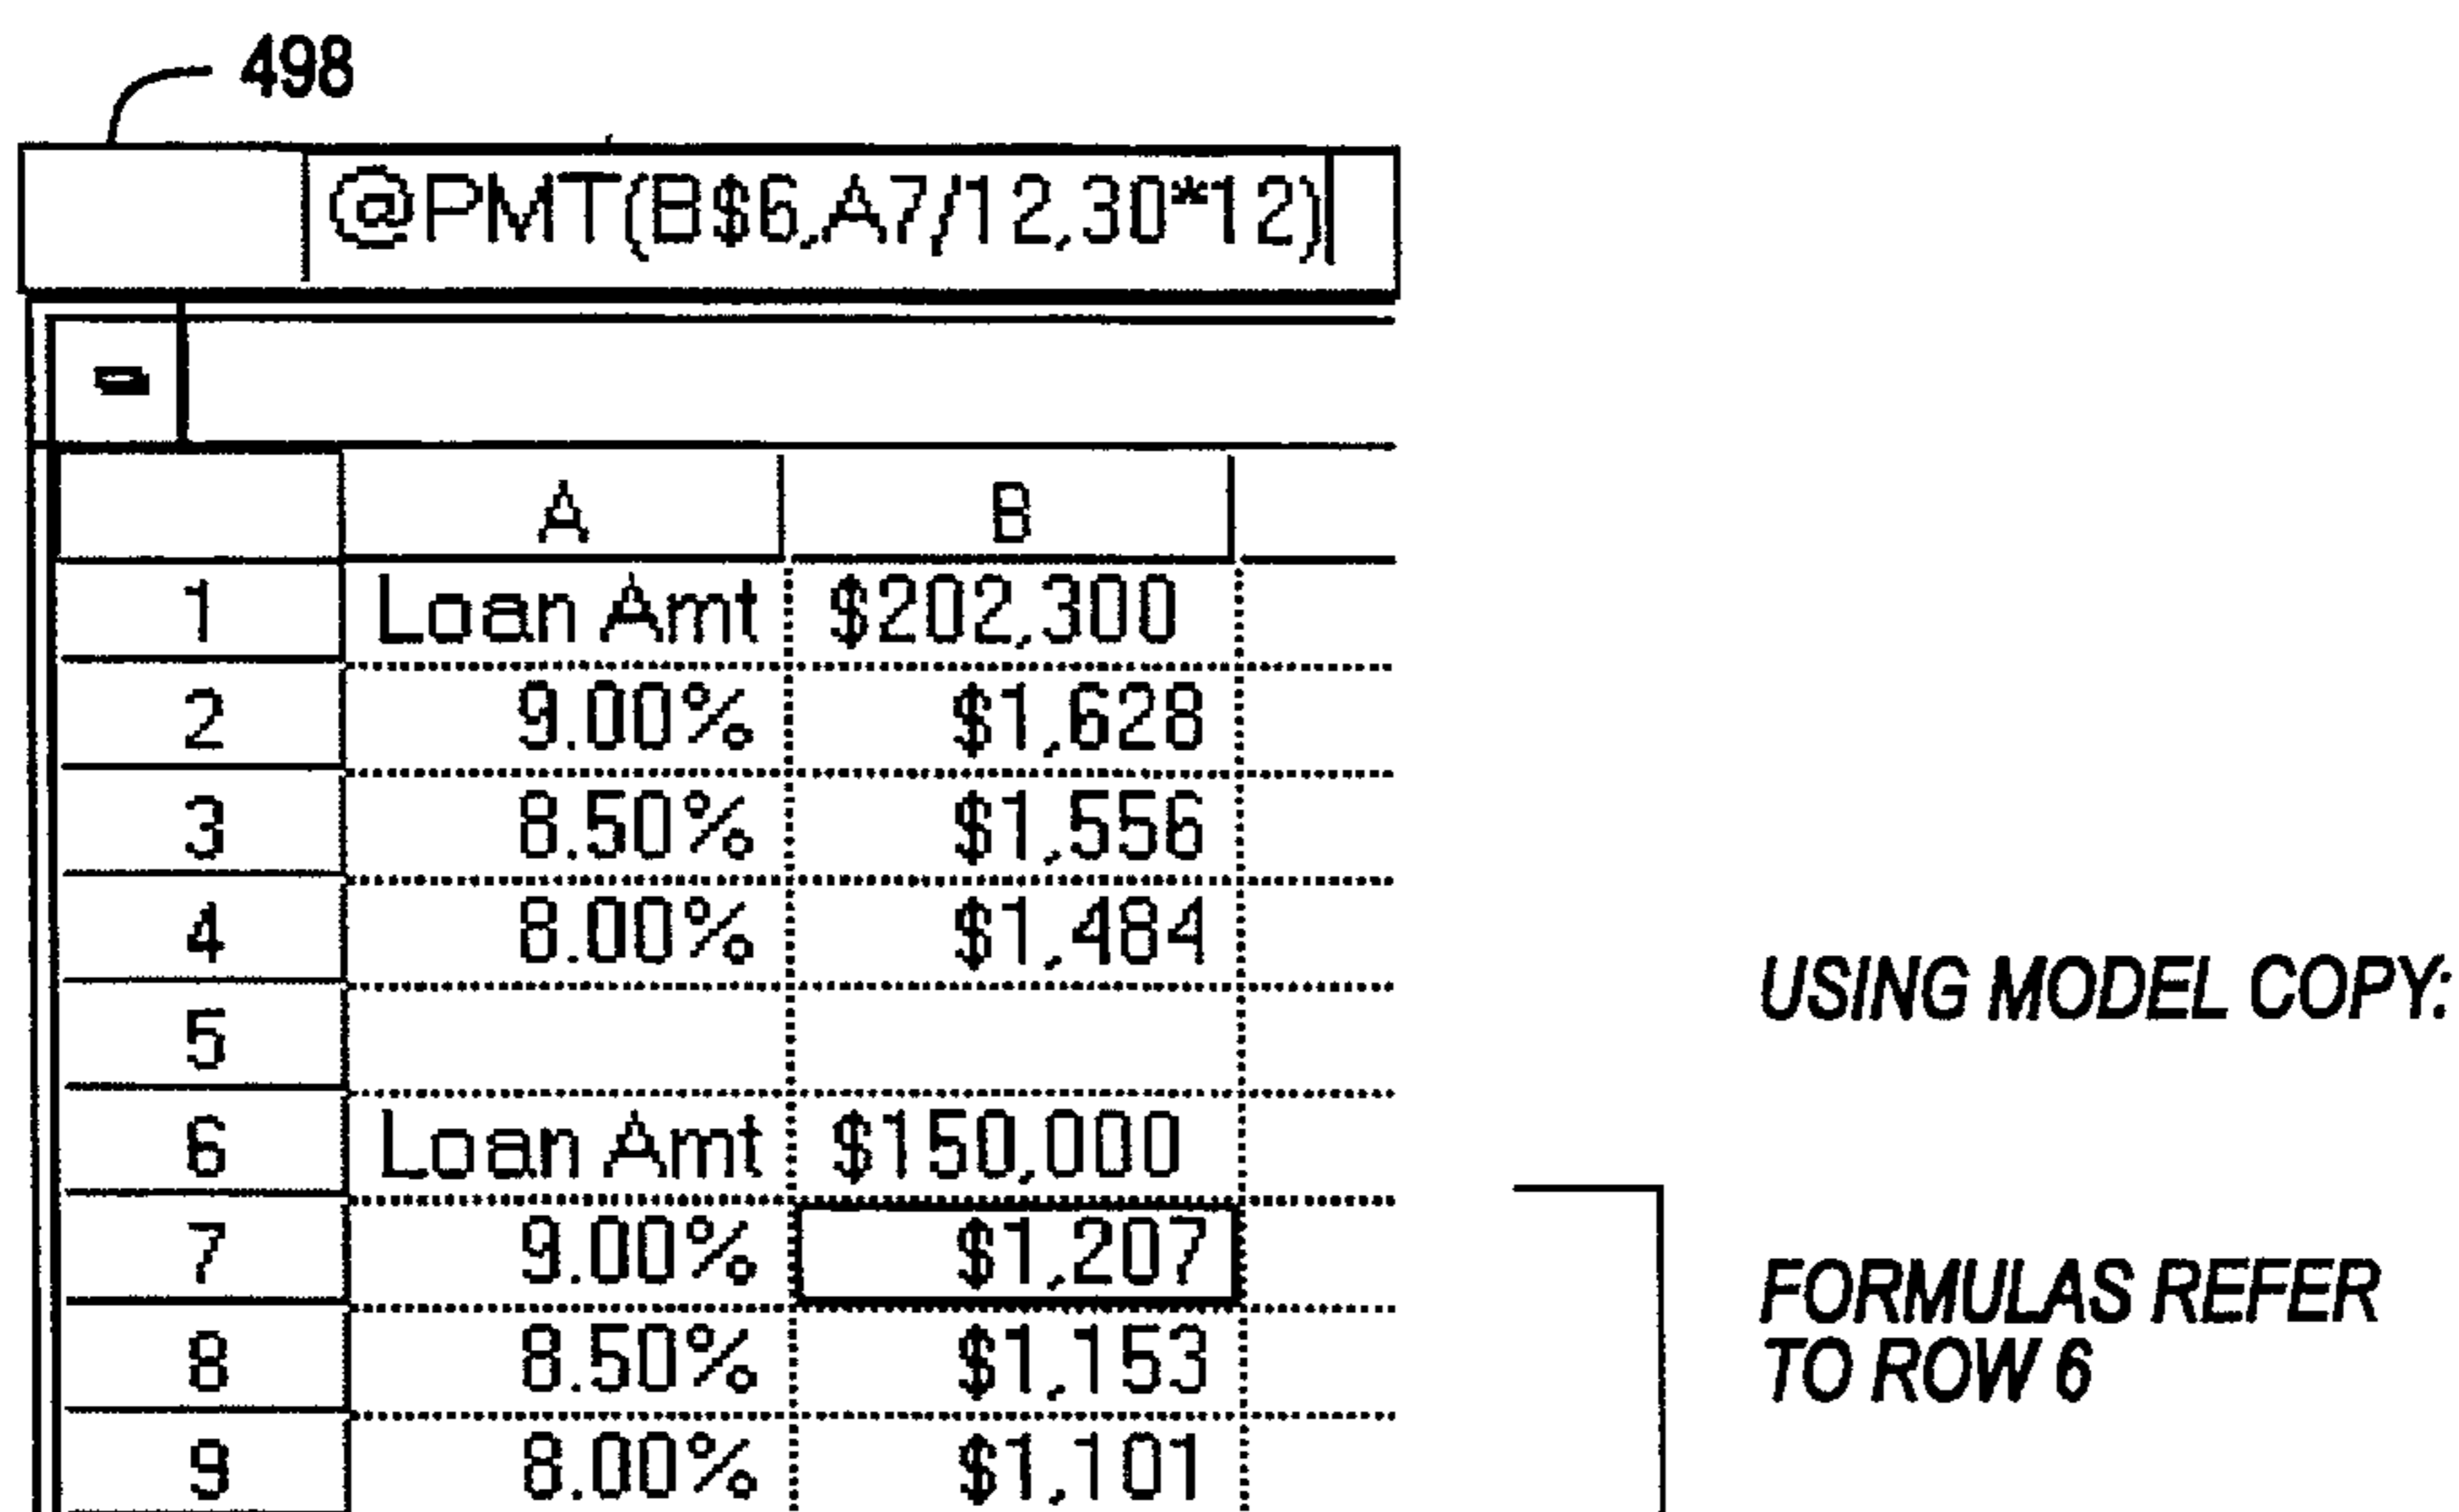 498
@PMT(B$6,A7/12,30*12)
A B
1 Loan Amt $202,300
2 9.00% $1,628
3 8.50% $1,556
4 8.00% $1,484
5
6 Loan Amt $150,000
7 9.00% $1,207
8 8.50% $1,153
9 8.00% $1,101
USING MODEL COPY:
FORMULAS REFER
TO ROW 6